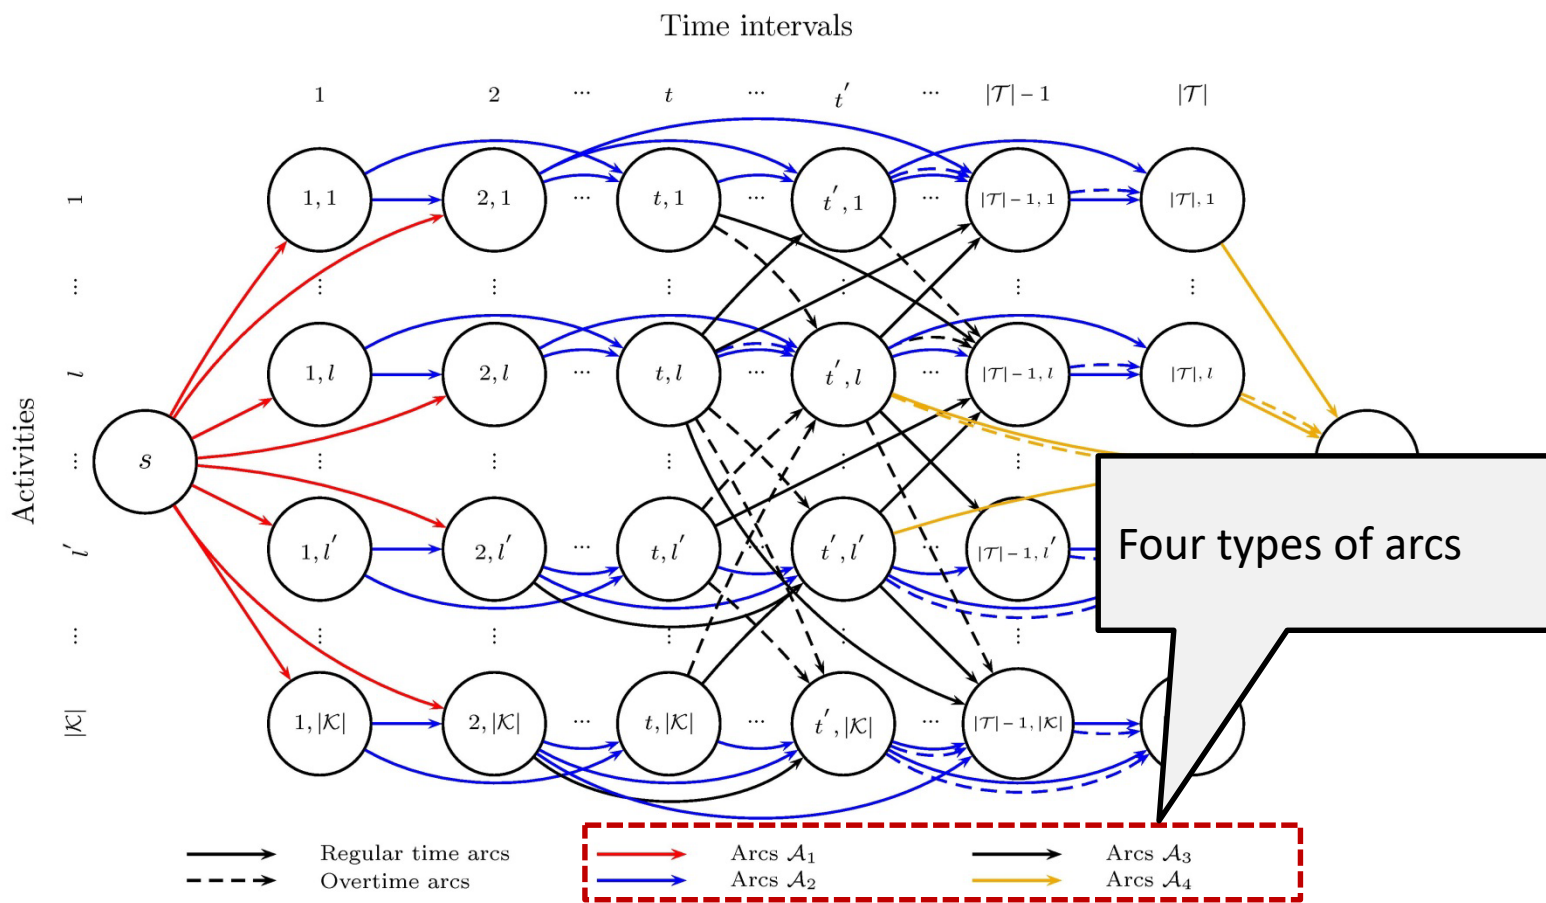 Time intervals
1 2 ... t ... t′ ... |𝒯|−1 |𝒯|
1 1,1 2,1 ... t,1 ... t′,1 ... |𝒯|−1,1 |𝒯|,1
... ⋮ ⋮ ⋮ ⋮ ⋮ ⋮
l 1,l 2,l ... t,l ... t′,l ... |𝒯|−1,l |𝒯|,l
Activities
... s ⋮ ⋮ ⋮ ⋮ ⋮
l′ 1,l′ 2,l′ ... t,l′ ... t′,l′ ... |𝒯|−1,l′
Four types of arcs
... ⋮ ⋮ ⋮ ⋮ ⋮
|𝒦| 1,|𝒦| 2,|𝒦| ... t,|𝒦| ... t′,|𝒦| ... |𝒯|−1,|𝒦|
Regular time arcs Arcs 𝒜₁ Arcs 𝒜₃
Overtime arcs Arcs 𝒜₂ Arcs 𝒜₄